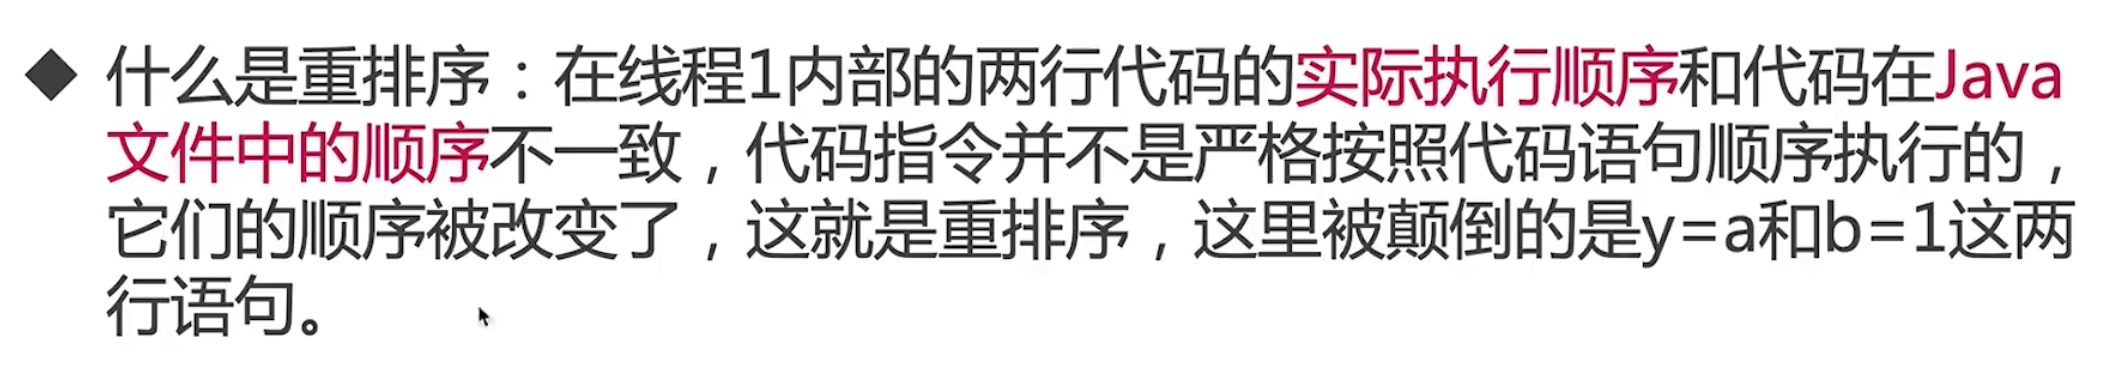 ◆ 什么是重排序：在线程1内部的两行代码的实际执行顺序和代码在Java
文件中的顺序不一致，代码指令并不是严格按照代码语句顺序执行的，
它们的顺序被改变了，这就是重排序，这里被颠倒的是y=a和b=1这两
行语句。